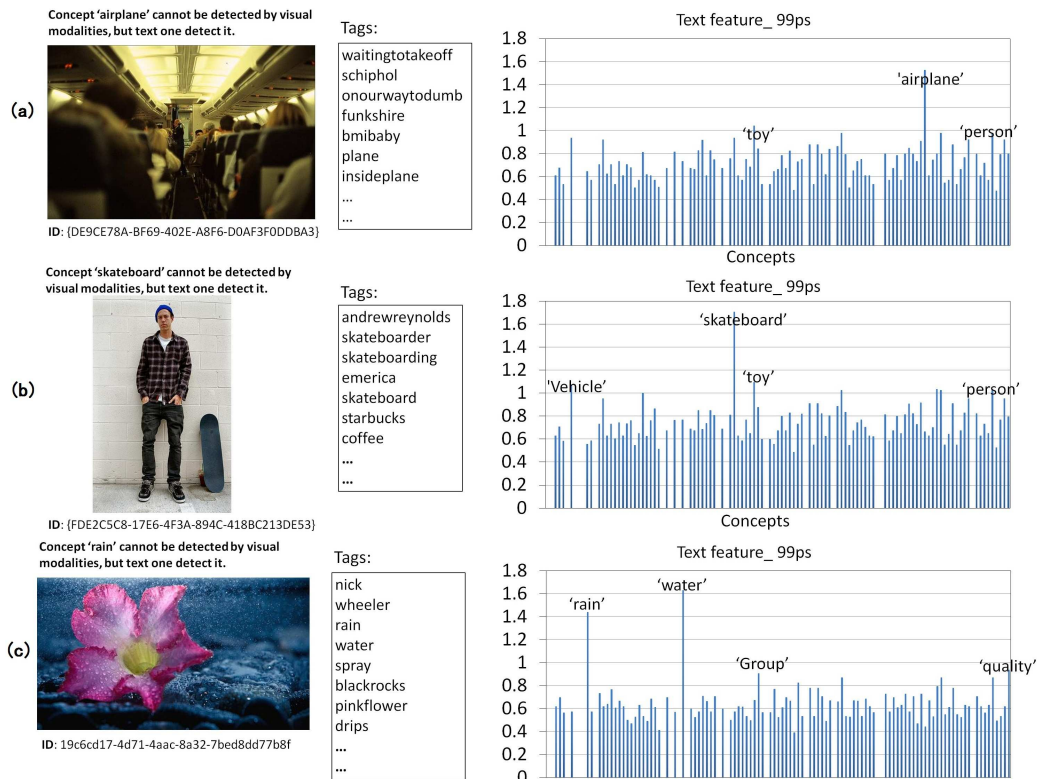 Concept ‘airplane’ cannot be detected by visual
modalities, but text one detect it.
(a)
ID: {DE9CE78A-BF69-402E-A8F6-D0AF3F0DDBA3}
Tags:
waitingtotakeoff
schiphol
onourwaytodumb
funkshire
bmibaby
plane
insideplane
...
...
Text feature_ 99ps
1.8
1.6
1.4
1.2
1
0.8
0.6
0.4
0.2
0
'airplane’
‘toy’
‘person’
Concepts
Concept ‘skateboard’ cannot be detected by
visual modalities, but text one detect it.
(b)
ID: {FDE2C5C8-17E6-4F3A-894C-418BC213DE53}
Tags:
andrewreynolds
skateboarder
skateboarding
emerica
skateboard
starbucks
coffee
...
...
Text feature_ 99ps
1.8
1.6
1.4
1.2
1
0.8
0.6
0.4
0.2
0
‘skateboard’
'Vehicle’
‘toy’
‘person’
Concepts
Concept ‘rain’ cannot be detected by visual
modalities, but text one detect it.
(c)
ID: 19c6cd17-4d71-4aac-8a32-7bed8dd77b8f
Tags:
nick
wheeler
rain
water
spray
blackrocks
pinkflower
drips
...
...
Text feature_ 99ps
1.8
1.6
1.4
1.2
1
0.8
0.6
0.4
0.2
0
‘rain’
‘water’
‘Group’
‘quality’